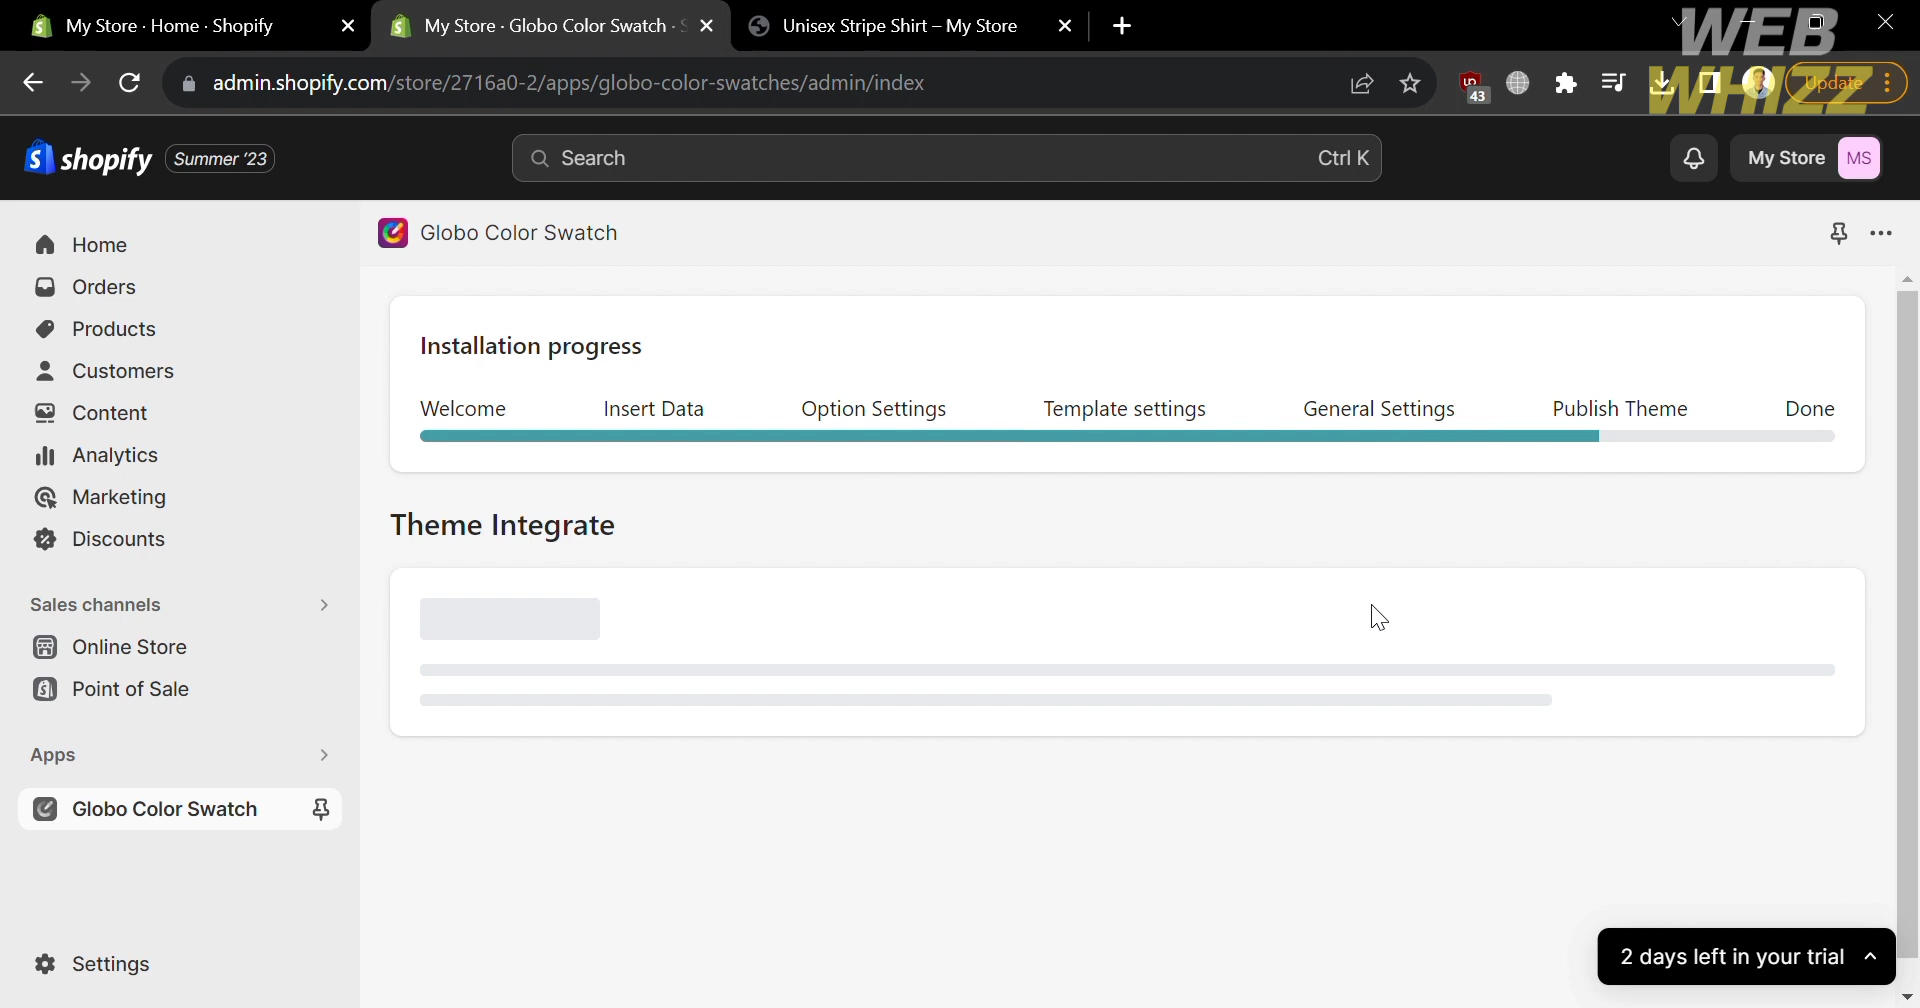 My Store · Home · Shopify
My Store · Globo Color Swatch · S
Unisex Stripe Shirt – My Store
WEB
WHIZZ
admin.shopify.com/store/2716a0-2/apps/globo-color-swatches/admin/index
43
Update
shopify
Summer '23
Search
Ctrl K
My Store
MS
Home
Orders
Products
Customers
Content
Analytics
Marketing
Discounts
Sales channels
Online Store
Point of Sale
Apps
Globo Color Swatch
Settings
Globo Color Swatch
Installation progress
Welcome Insert Data Option Settings Template settings General Settings Publish Theme Done
Theme Integrate
2 days left in your trial